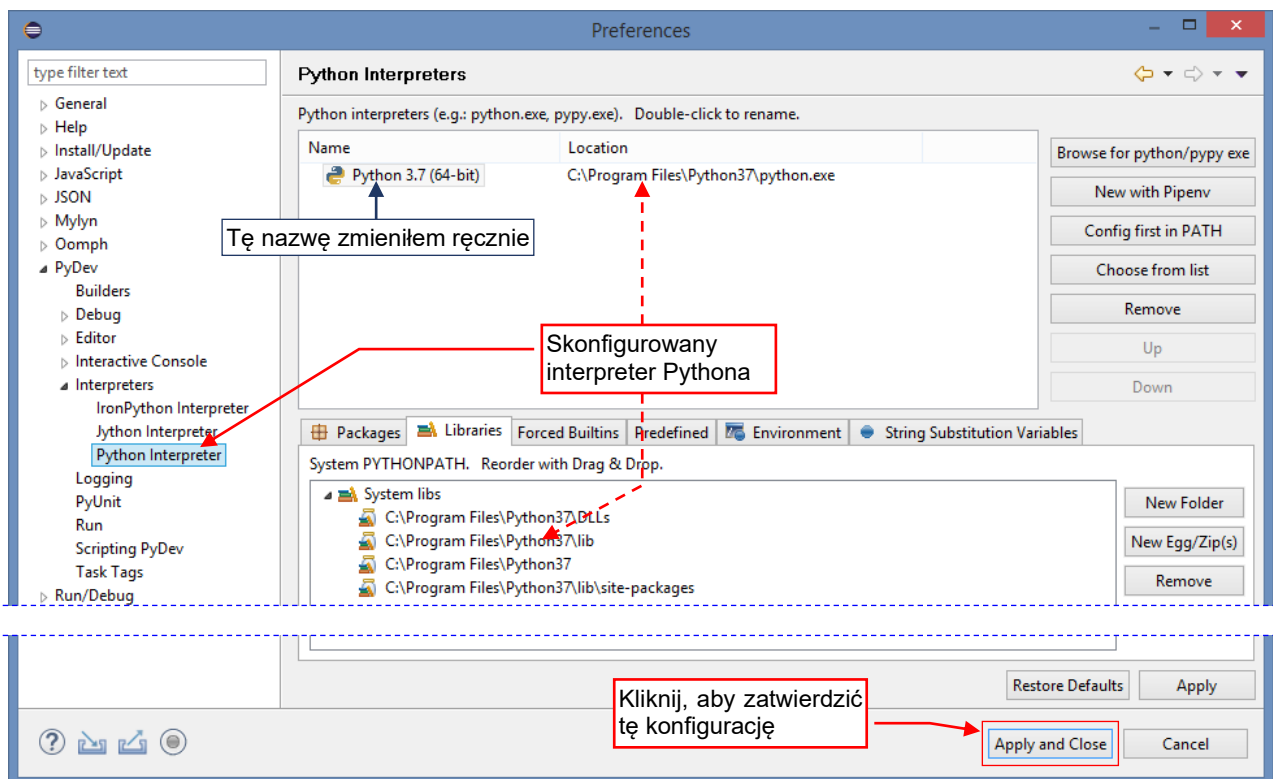 Preferences
type filter text
Python Interpreters
General
Help
Install/Update
JavaScript
JSON
Mylyn
Oomph
PyDev
Builders
Debug
Editor
Interactive Console
Interpreters
IronPython Interpreter
Jython Interpreter
Python Interpreter
Logging
PyUnit
Run
Scripting PyDev
Task Tags
Run/Debug
Python interpreters (e.g.: python.exe, pypy.exe).   Double-click to rename.
Name Location
Python 3.7 (64-bit) C:\Program Files\Python37\python.exe
Tę nazwę zmieniłem ręcznie
Skonfigurowany
interpreter Pythona
Browse for python/pypy exe
New with Pipenv
Config first in PATH
Choose from list
Remove
Up
Down
Packages Libraries Forced Builtins Predefined Environment String Substitution Variables
System PYTHONPATH.   Reorder with Drag & Drop.
System libs
C:\Program Files\Python37\DLLs
C:\Program Files\Python37\lib
C:\Program Files\Python37
C:\Program Files\Python37\lib\site-packages
New Folder
New Egg/Zip(s)
Remove
Restore Defaults Apply
Kliknij, aby zatwierdzić
tę konfigurację
?
Apply and Close Cancel